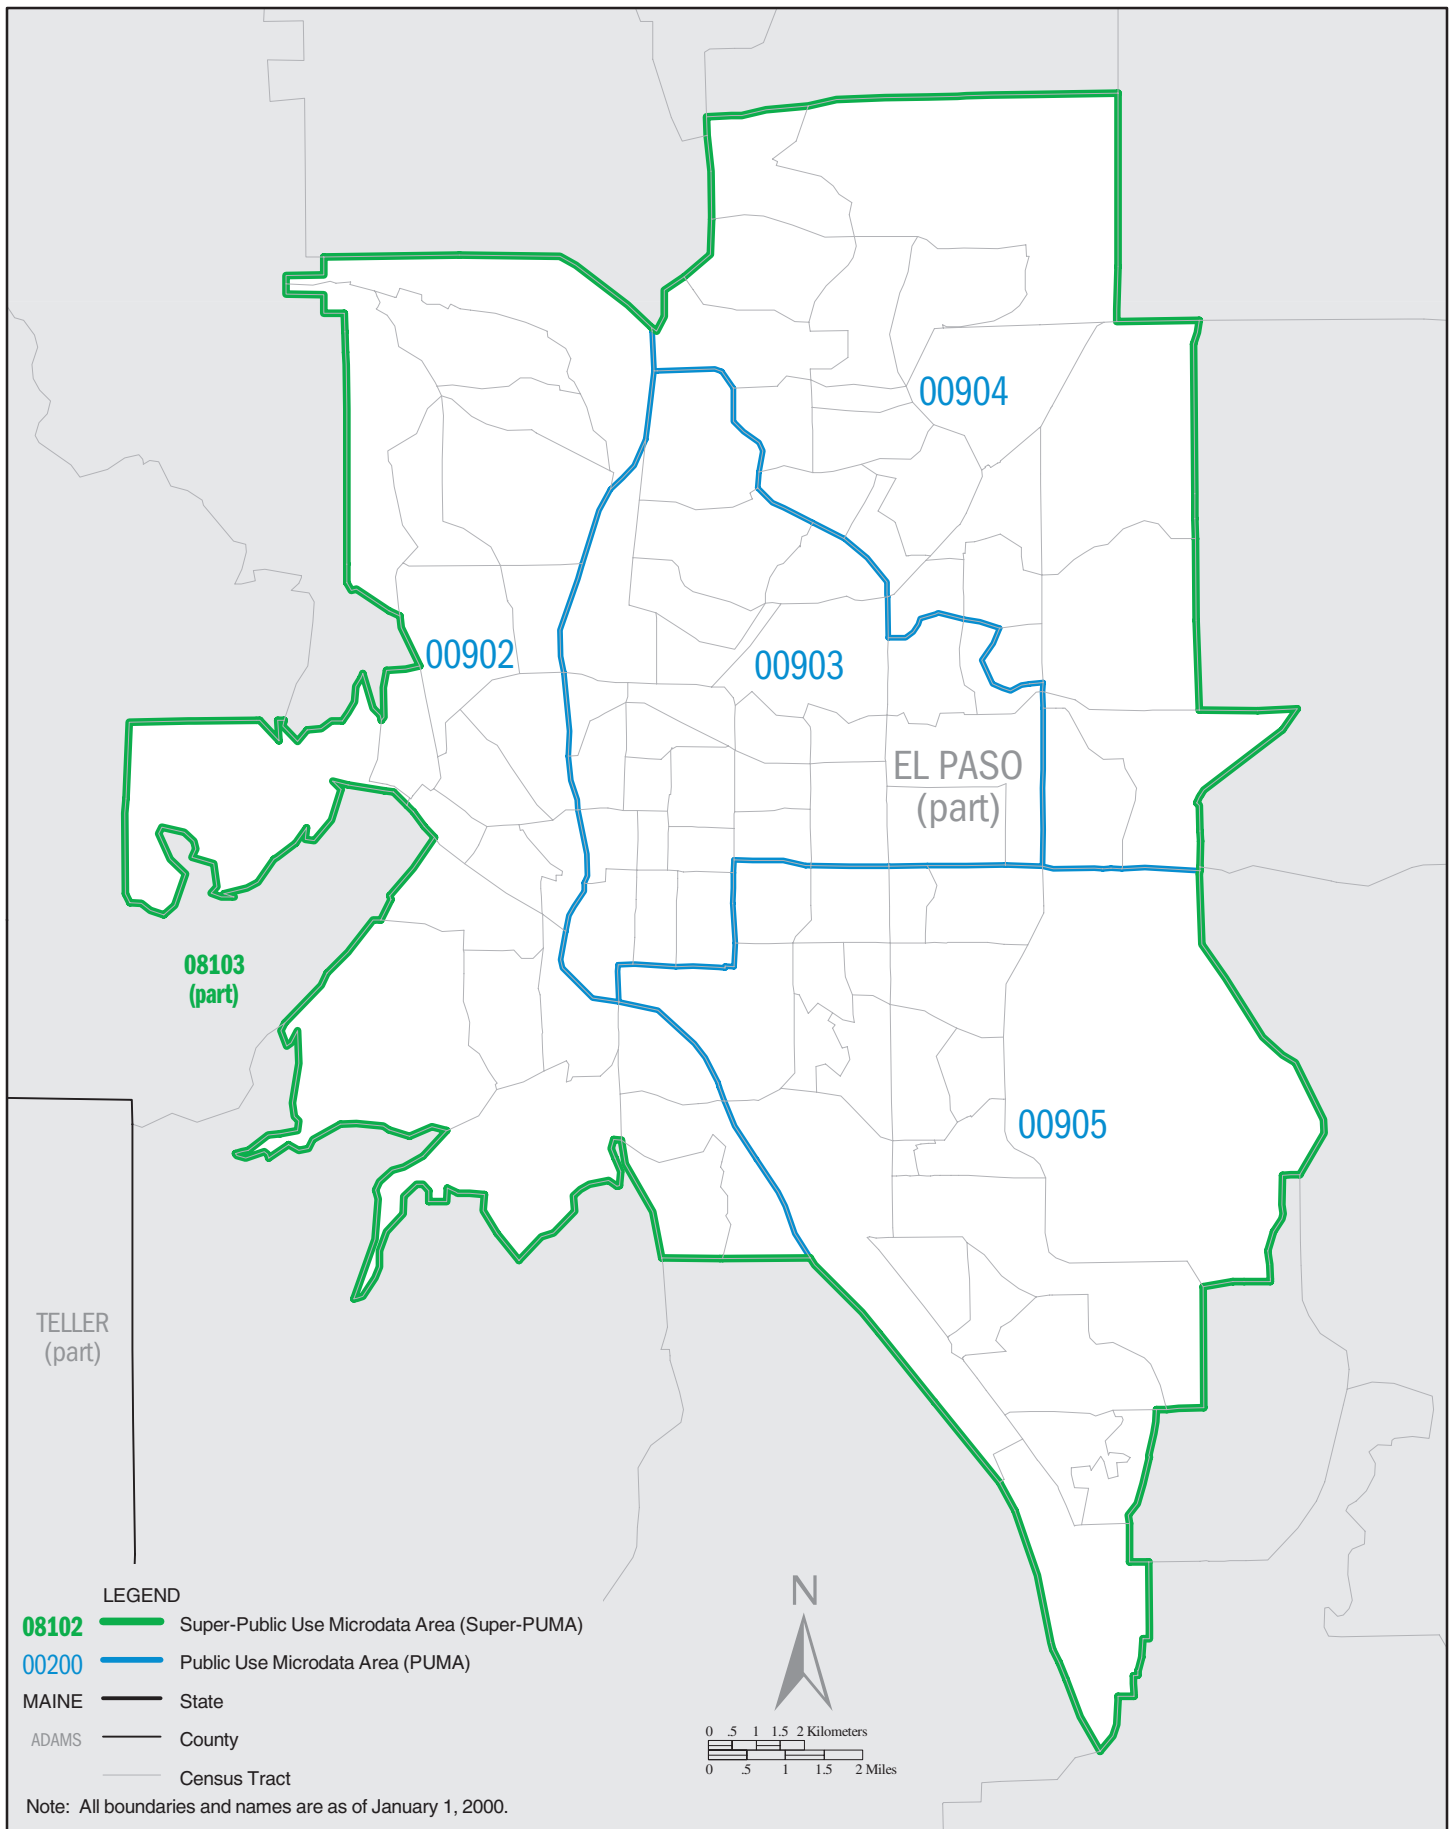 00904
00902
00903
EL PASO
(part)
08103
(part)
00905
TELLER
(part)
LEGEND
08102 Super-Public Use Microdata Area (Super-PUMA)
00200 Public Use Microdata Area (PUMA)
MAINE State
ADAMS County
Census Tract
Note: All boundaries and names are as of January 1, 2000.
N
0 .5 1 1.5 2 Kilometers
0 .5 1 1.5 2 Miles